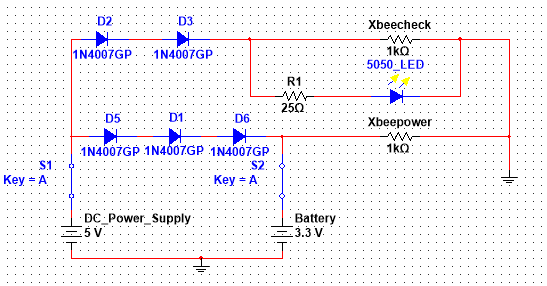 D2
D3
Xbeecheck
1N4007GP
1N4007GP
1kΩ
5050_LED
R1
25Ω
D5
D1
D6
Xbeepower
1N4007GP
1N4007GP
1N4007GP
1kΩ
S1
S2
Key = A
Key = A
DC_Power_Supply
Battery
5 V
3.3 V